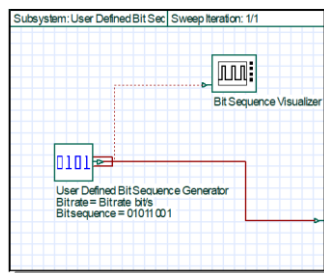 Subsystem: User Defined Bit Sec Sweep Iteration: 1/1
Bit Sequence Visualizer
0101
User Defined Bit Sequence Generator
Bitrate = Bitrate bit/s
Bitsequence = 01011001